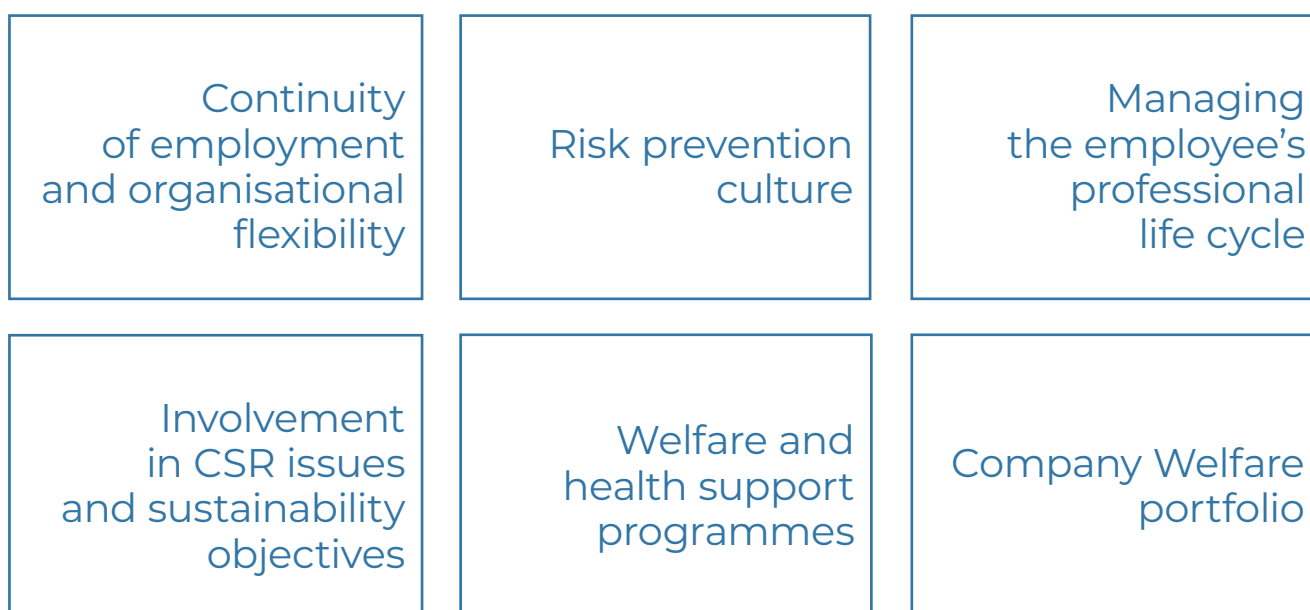 Continuity
of employment
and organisational
flexibility
Risk prevention
culture
Managing
the employee's
professional
life cycle
Involvement
in CSR issues
and sustainability
objectives
Welfare and
health support
programmes
Company Welfare
portfolio